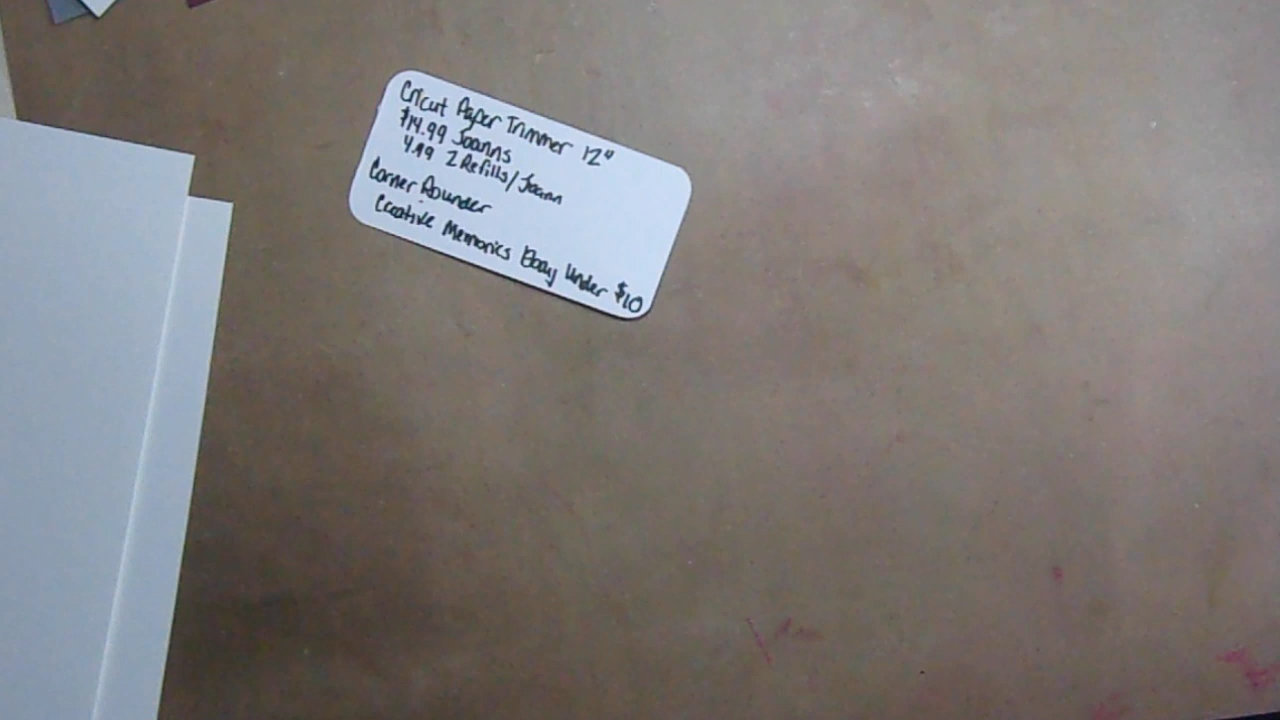 Cricut Paper Trimmer 12"
$14.99 Joanns
4.99 2 Refills/Joann
Corner Rounder
Creative Memories Ebay Under $10